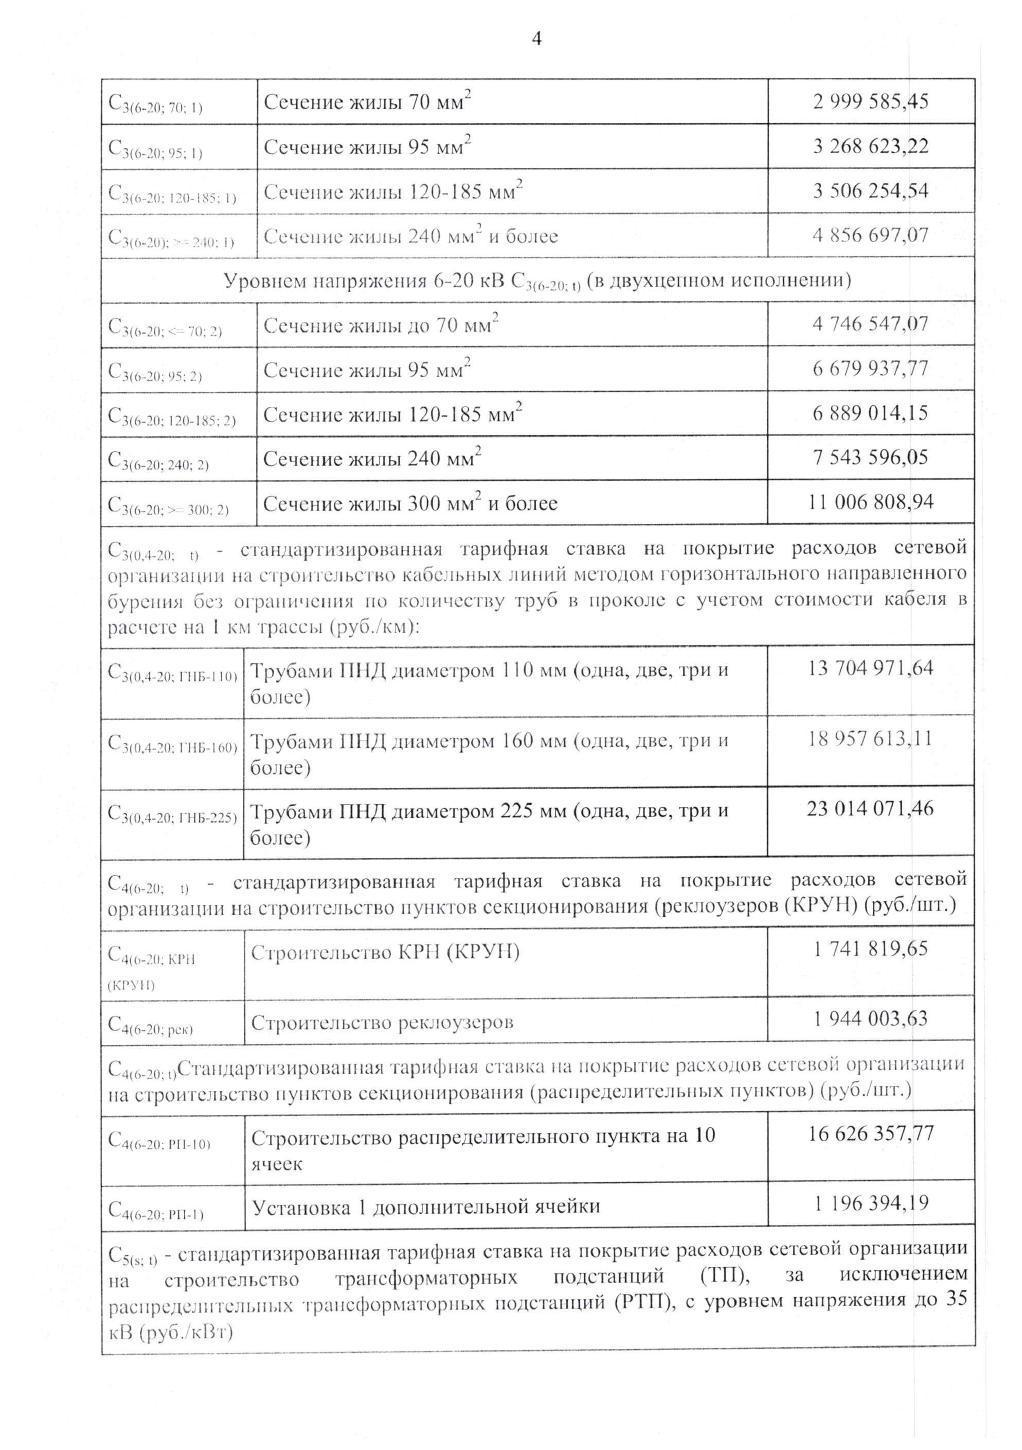 4
C3(6-20; 70; 1) Сечение жилы 70 мм2 2 999 585,45
C3(6-20; 95; 1) Сечение жилы 95 мм2 3 268 623,22
C3(6-20; 120-185; 1) Сечение жилы 120-185 мм2 3 506 254,54
C3(6-20); >= 240; 1) Сечение жилы 240 мм2 и более 4 856 697,07
Уровнем напряжения 6-20 кВ C3(6-20; t) (в двухцепном исполнении)
C3(6-20; <= 70; 2) Сечение жилы до 70 мм2 4 746 547,07
C3(6-20; 95; 2) Сечение жилы 95 мм2 6 679 937,77
C3(6-20; 120-185; 2) Сечение жилы 120-185 мм2 6 889 014,15
C3(6-20; 240; 2) Сечение жилы 240 мм2 7 543 596,05
C3(6-20; >= 300; 2) Сечение жилы 300 мм2 и более 11 006 808,94
C3(0,4-20; t) - стандартизированная тарифная ставка на покрытие расходов сетевой
организации на строительство кабельных линий методом горизонтального направленного
бурения без ограничения по количеству труб в проколе с учетом стоимости кабеля в
расчете на 1 км трассы (руб./км):
C3(0,4-20; ГНБ-110) Трубами ПНД диаметром 110 мм (одна, две, три и 13 704 971,64
более)
C3(0,4-20; ГНБ-160) Трубами ПНД диаметром 160 мм (одна, две, три и 18 957 613,11
более)
C3(0,4-20; ГНБ-225) Трубами ПНД диаметром 225 мм (одна, две, три и 23 014 071,46
более)
C4(6-20; t) - стандартизированная тарифная ставка на покрытие расходов сетевой
организации на строительство пунктов секционирования (реклоузеров (КРУН) (руб./шт.)
C4(6-20; КРН Строительство КРН (КРУН) 1 741 819,65
(КРУН)
C4(6-20; рек) Строительство реклоузеров 1 944 003,63
C4(6-20; t)Стандартизированная тарифная ставка на покрытие расходов сетевой организации
на строительство пунктов секционирования (распределительных пунктов) (руб./шт.)
C4(6-20; РП-10) Строительство распределительного пункта на 10 16 626 357,77
ячеек
C4(6-20; РП-1) Установка 1 дополнительной ячейки 1 196 394,19
C5(s; t) - стандартизированная тарифная ставка на покрытие расходов сетевой организации
на строительство трансформаторных подстанций (ТП), за исключением
распределительных трансформаторных подстанций (РТП), с уровнем напряжения до 35
кВ (руб./кВт)